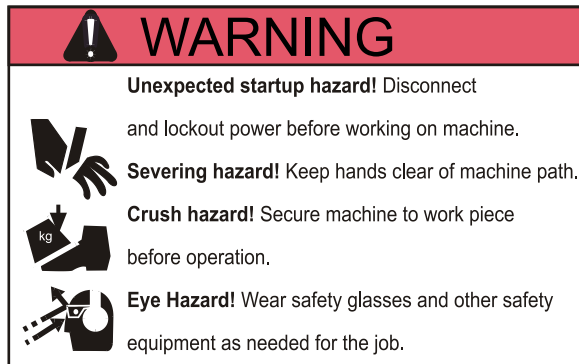 WARNING
Unexpected startup hazard! Disconnect
and lockout power before working on machine.
Severing hazard! Keep hands clear of machine path.
Crush hazard! Secure machine to work piece
kg
before operation.
Eye Hazard! Wear safety glasses and other safety
equipment as needed for the job.